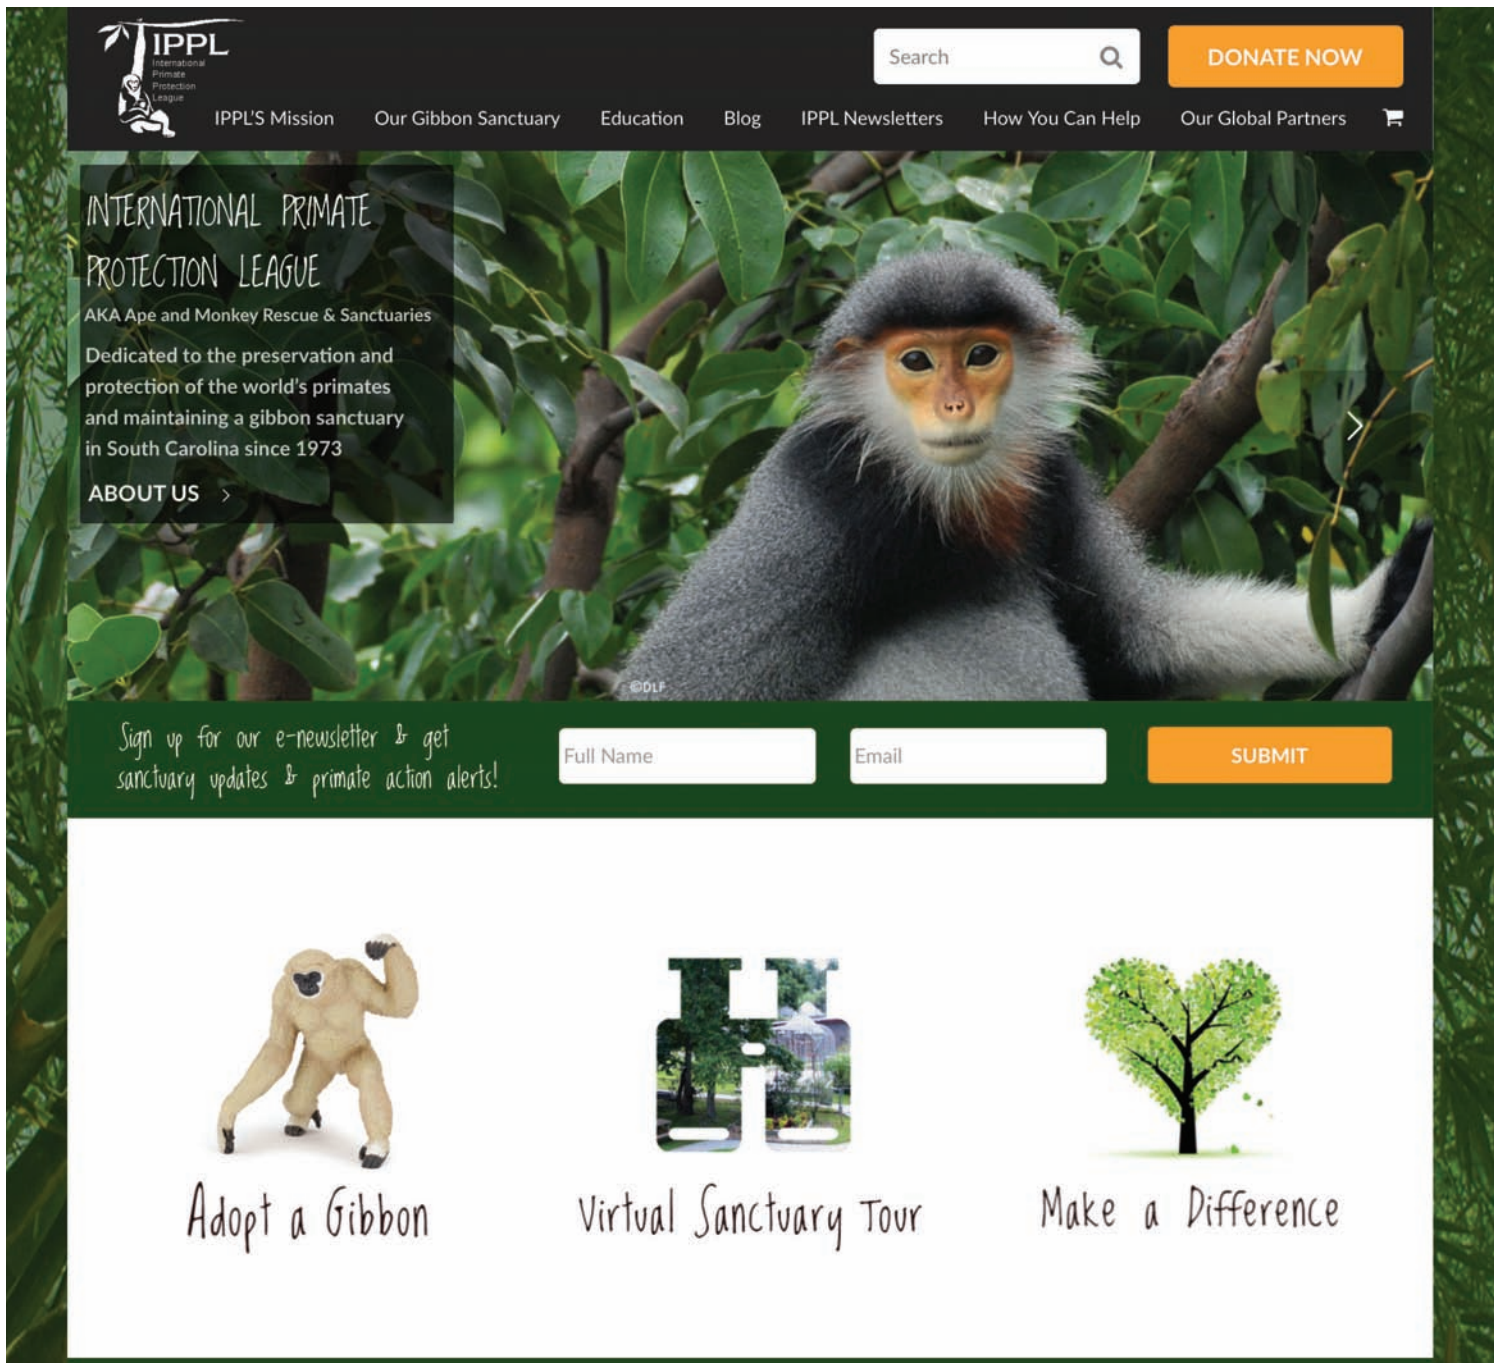 IPPL
International
Primate
Protection
League
Search
DONATE NOW
IPPL'S Mission
Our Gibbon Sanctuary
Education
Blog
IPPL Newsletters
How You Can Help
Our Global Partners
INTERNATIONAL PRIMATE
PROTECTION LEAGUE
AKA Ape and Monkey Rescue & Sanctuaries
Dedicated to the preservation and
protection of the world's primates
and maintaining a gibbon sanctuary
in South Carolina since 1973
ABOUT US >
©DLF
Sign up for our e-newsletter & get
sanctuary updates & primate action alerts!
Full Name
Email
SUBMIT
Adopt a Gibbon
Virtual Sanctuary Tour
Make a Difference